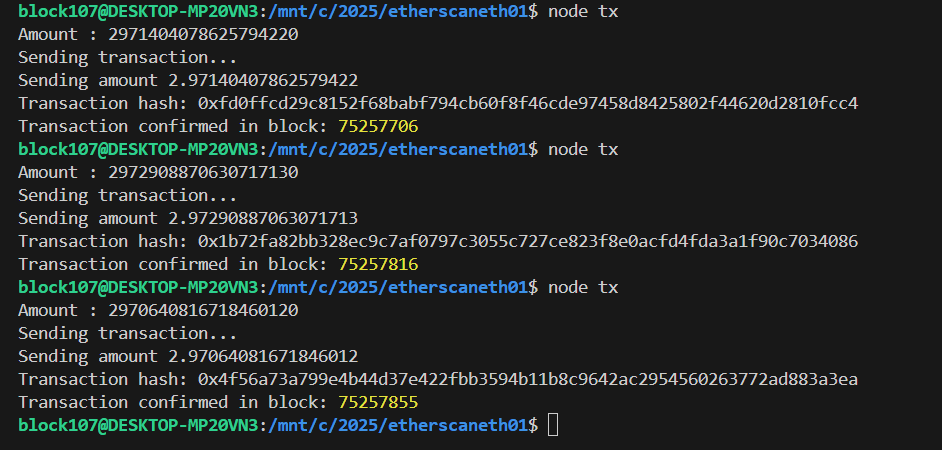 block107@DESKTOP-MP20VN3:/mnt/c/2025/etherscaneth01$ node tx
Amount : 2971404078625794220
Sending transaction...
Sending amount 2.97140407862579422
Transaction hash: 0xfd0ffcd29c8152f68babf794cb60f8f46cde97458d8425802f44620d2810fcc4
Transaction confirmed in block: 75257706
block107@DESKTOP-MP20VN3:/mnt/c/2025/etherscaneth01$ node tx
Amount : 2972908870630717130
Sending transaction...
Sending amount 2.97290887063071713
Transaction hash: 0x1b72fa82bb328ec9c7af0797c3055c727ce823f8e0acfd4fda3a1f90c7034086
Transaction confirmed in block: 75257816
block107@DESKTOP-MP20VN3:/mnt/c/2025/etherscaneth01$ node tx
Amount : 2970640816718460120
Sending transaction...
Sending amount 2.97064081671846012
Transaction hash: 0x4f56a73a799e4b44d37e422fbb3594b11b8c9642ac2954560263772ad883a3ea
Transaction confirmed in block: 75257855
block107@DESKTOP-MP20VN3:/mnt/c/2025/etherscaneth01$